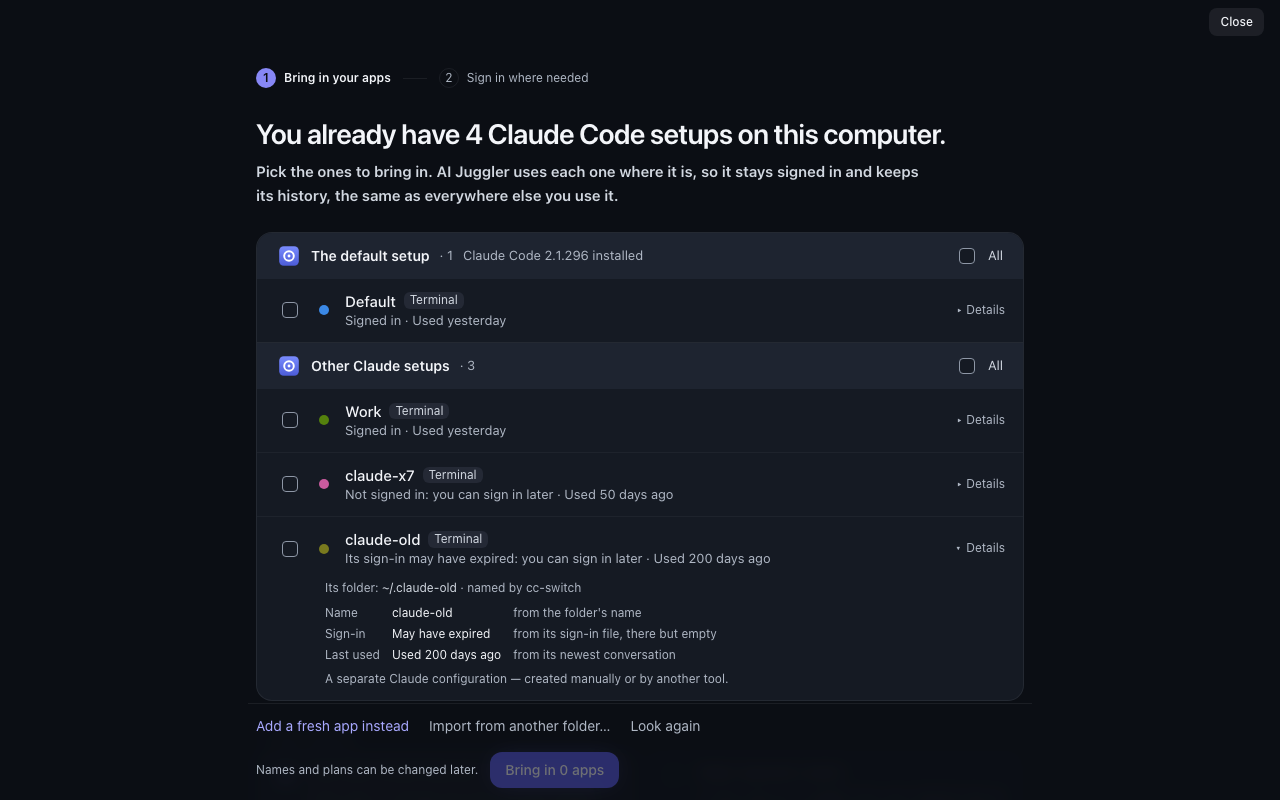 Close
1 Bring in your apps
2 Sign in where needed
You already have 4 Claude Code setups on this computer.
Pick the ones to bring in. AI Juggler uses each one where it is, so it stays signed in and keeps
its history, the same as everywhere else you use it.
The default setup · 1 Claude Code 2.1.296 installed All
Default Terminal
Signed in · Used yesterday
▸ Details
Other Claude setups · 3 All
Work Terminal
Signed in · Used yesterday
▸ Details
claude-x7 Terminal
Not signed in: you can sign in later · Used 50 days ago
▸ Details
claude-old Terminal
Its sign-in may have expired: you can sign in later · Used 200 days ago
▾ Details
Its folder: ~/.claude-old · named by cc-switch
Name claude-old from the folder's name
Sign-in May have expired from its sign-in file, there but empty
Last used Used 200 days ago from its newest conversation
A separate Claude configuration — created manually or by another tool.
Add a fresh app instead Import from another folder... Look again
Names and plans can be changed later. Bring in 0 apps